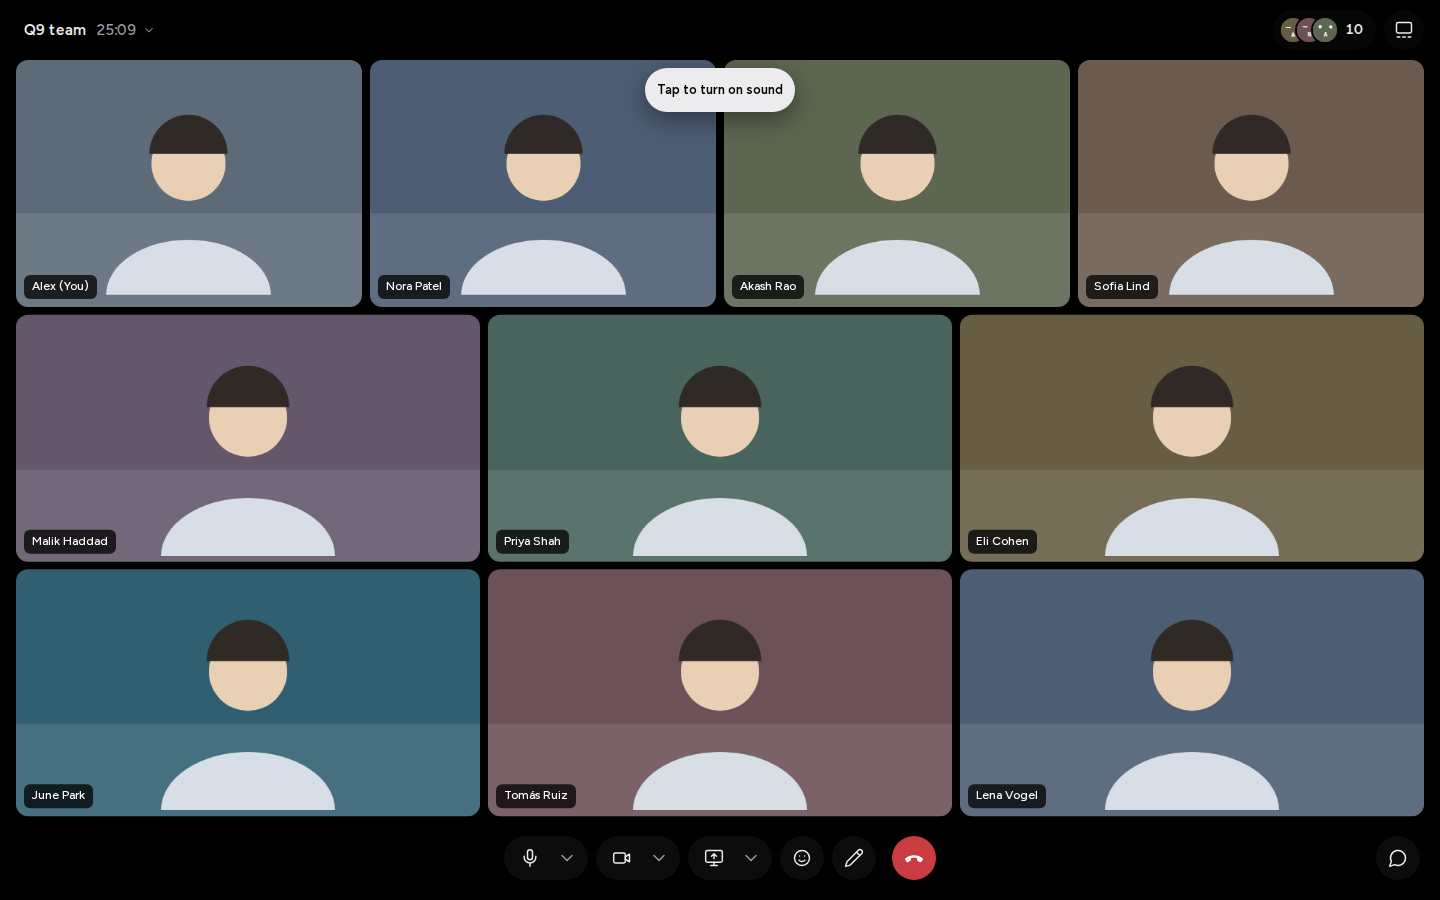 Q9 team 25:09
10
Tap to turn on sound
Alex (You)
Nora Patel
Akash Rao
Sofia Lind
Malik Haddad
Priya Shah
Eli Cohen
June Park
Tomás Ruiz
Lena Vogel